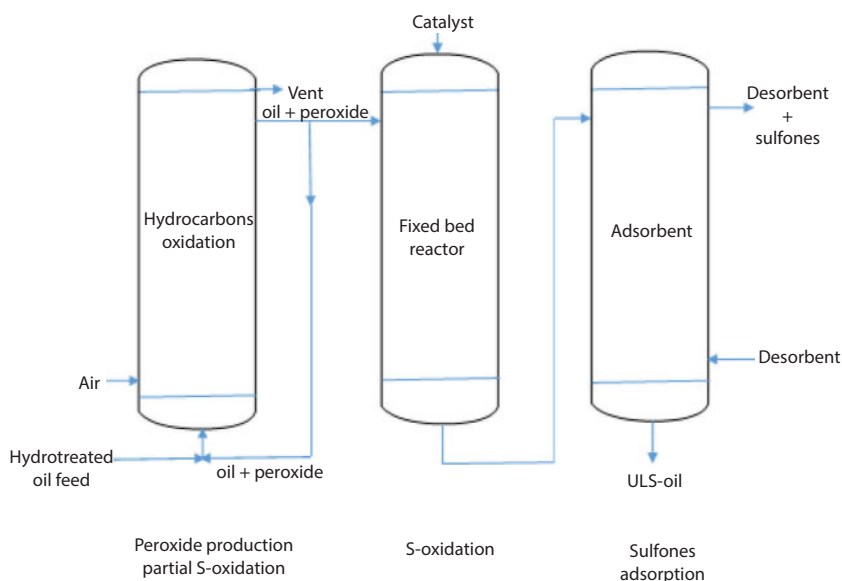 Catalyst
Vent
oil + peroxide
Desorbent
+
sulfones
Hydrocarbons
oxidation
Fixed bed
reactor
Adsorbent
Air
Desorbent
Hydrotreated
oil feed
oil + peroxide
ULS-oil
Peroxide production
partial S-oxidation
S-oxidation
Sulfones
adsorption